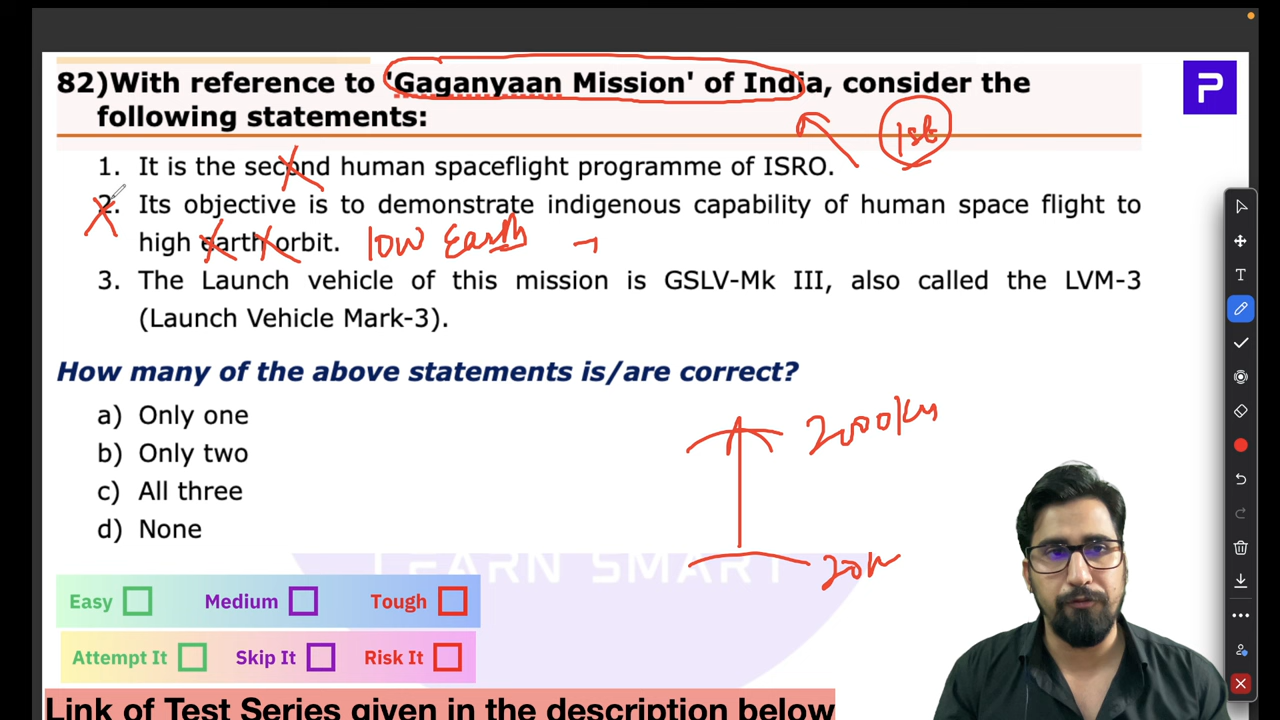 82)With reference to 'Gaganyaan Mission' of India, consider the
following statements:
1st
1. It is the second human spaceflight programme of ISRO.
2. Its objective is to demonstrate indigenous capability of human space flight to
high earth orbit. low Earth
3. The Launch vehicle of this mission is GSLV-Mk III, also called the LVM-3
(Launch Vehicle Mark-3).
How many of the above statements is/are correct?
a) Only one
b) Only two
c) All three
d) None
2000km
LEARN SMART
Easy Medium Tough
Attempt It Skip It Risk It
Link of Test Series given in the description below
P
T